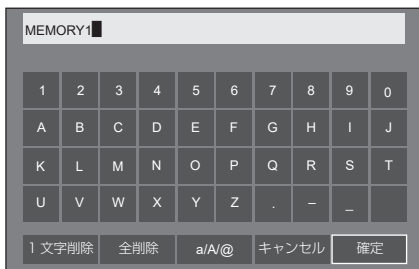 MEMORY1
1 2 3 4 5 6 7 8 9 0
A B C D E F G H I J
K L M N O P Q R S T
U V W X Y Z . – _
1文字削除 全削除 a/A/@ キャンセル 確定